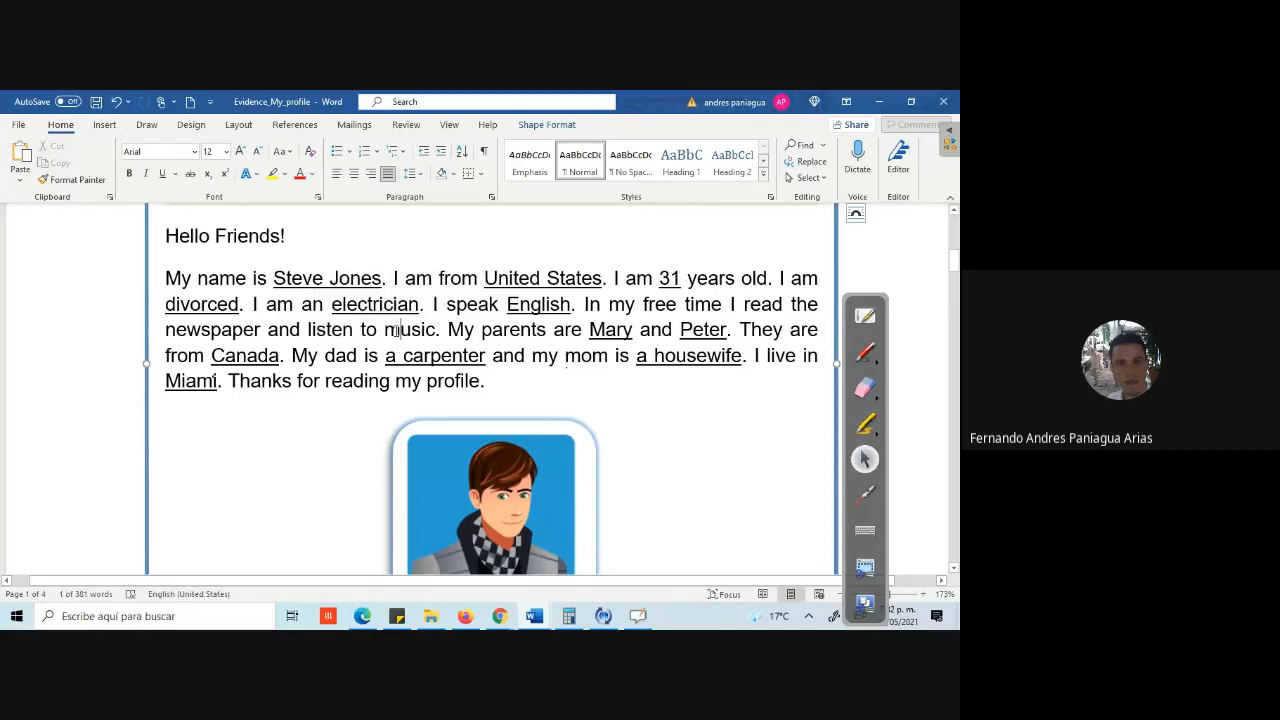 AutoSave Off Evidence_My_profile - Word Search andres paniagua AP
File Home Insert Draw Design Layout References Mailings Review View Help Shape Format Share Comments
Paste Cut Copy Format Painter Arial 12 AaBbCcDc AaBbCcDc AaBbCcDc AaBbC AaBbCcI Find Replace Select Dictate Editor
Emphasis ¶ Normal ¶ No Spac... Heading 1 Heading 2
Clipboard Font Paragraph Styles Editing Voice Editor
Hello Friends!
My name is Steve Jones. I am from United States. I am 31 years old. I am
divorced. I am an electrician. I speak English. In my free time I read the
newspaper and listen to music. My parents are Mary and Peter. They are
from Canada. My dad is a carpenter and my mom is a housewife. I live in
Miami. Thanks for reading my profile.
Fernando Andres Paniagua Arias
Page 1 of 4 1 of 381 words English (United States) Focus 173%
Escribe aquí para buscar 17°C p. m.
05/2021